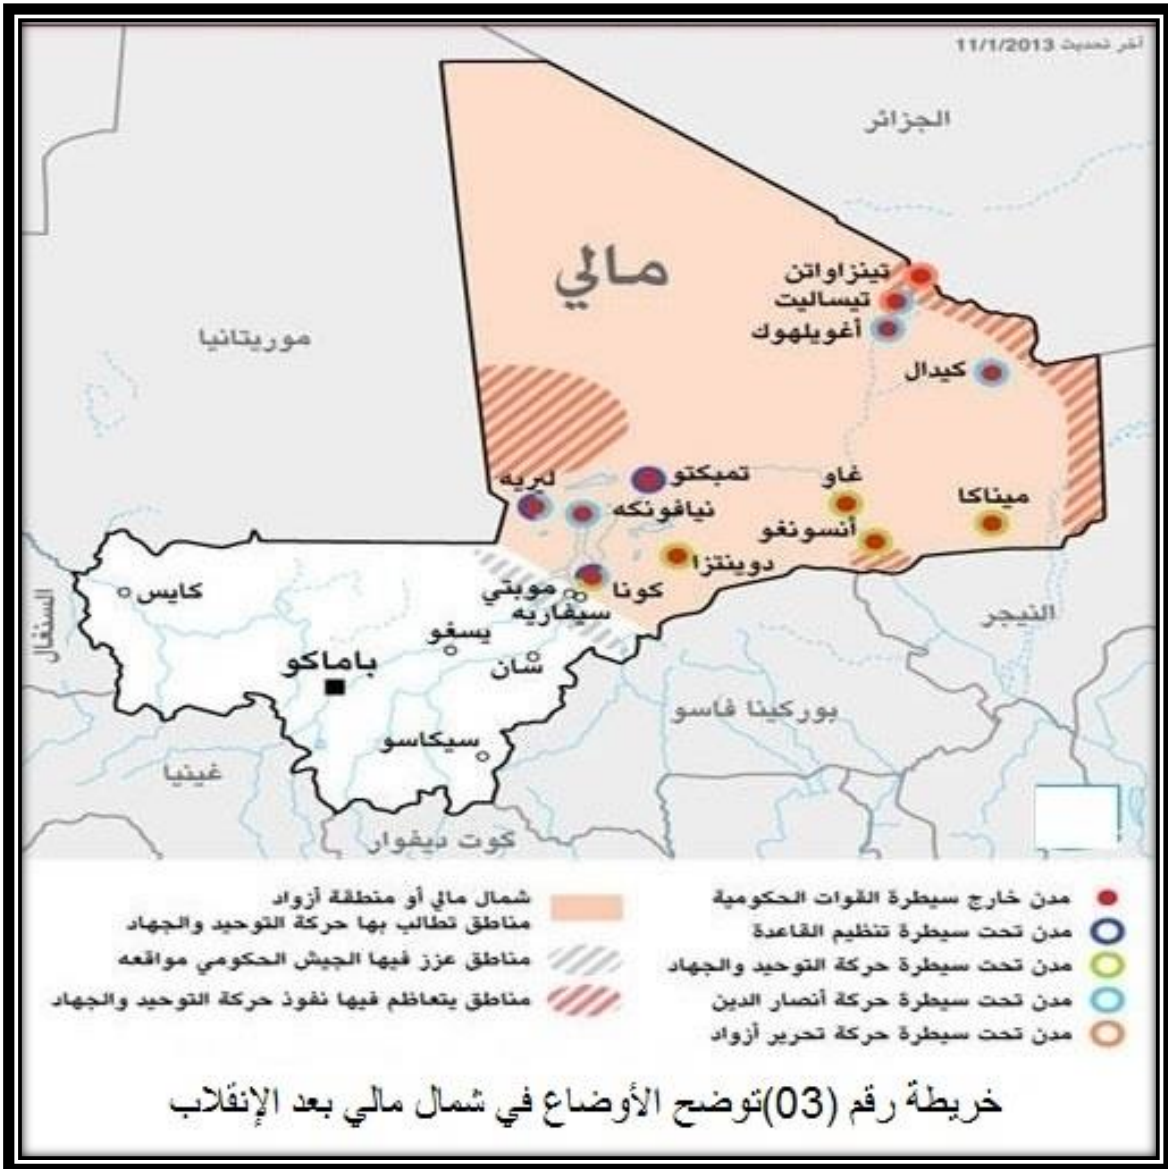 آخر تحديث 11/1/2013
الجزائر
مالي
تينزاواتن
تيساليت
أغويلهوك
كيدال
موريتانيا
تمبكتو
ليريه
نيافونكه
غاو
ميناكا
أنسونغو
دوينتزا
كونا
موبتي
سيفاريه
كايس
السنغال
يسغو
سان
باماكو
النيجر
بوركينا فاسو
سيكاسو
غينيا
كوت ديفوار
مدن خارج سيطرة القوات الحكومية
مدن تحت سيطرة تنظيم القاعدة
مدن تحت سيطرة حركة التوحيد والجهاد
مدن تحت سيطرة حركة أنصار الدين
مدن تحت سيطرة حركة تحرير أزواد
شمال مالي أو منطقة أزواد
مناطق تطالب بها حركة التوحيد والجهاد
مناطق عزز فيها الجيش الحكومي مواقعه
مناطق يتعاظم فيها نفوذ حركة التوحيد والجهاد
خريطة رقم (03)توضح الأوضاع في شمال مالي بعد الإنقلاب